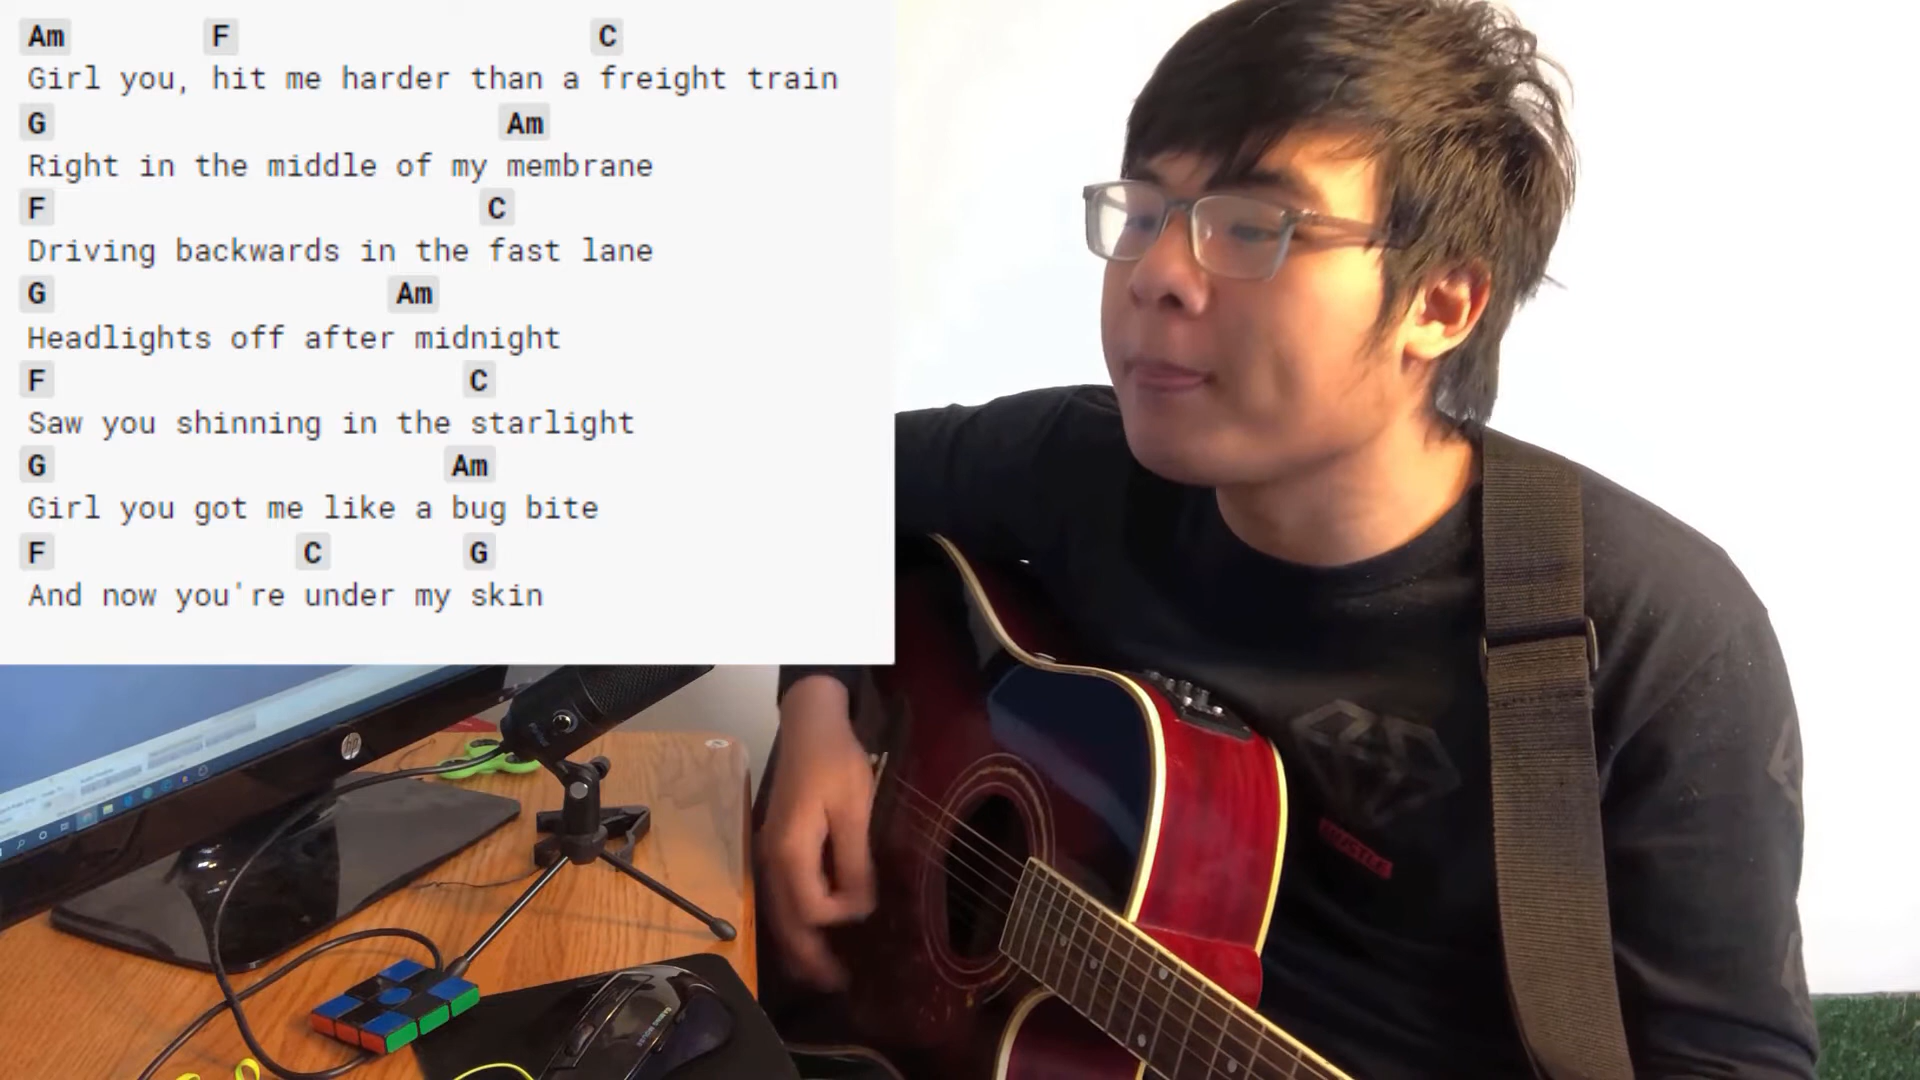 Am F C
Girl you, hit me harder than a freight train
G Am
Right in the middle of my membrane
F C
Driving backwards in the fast lane
G Am
Headlights off after midnight
F C
Saw you shinning in the starlight
G Am
Girl you got me like a bug bite
F C G
And now you're under my skin
hp